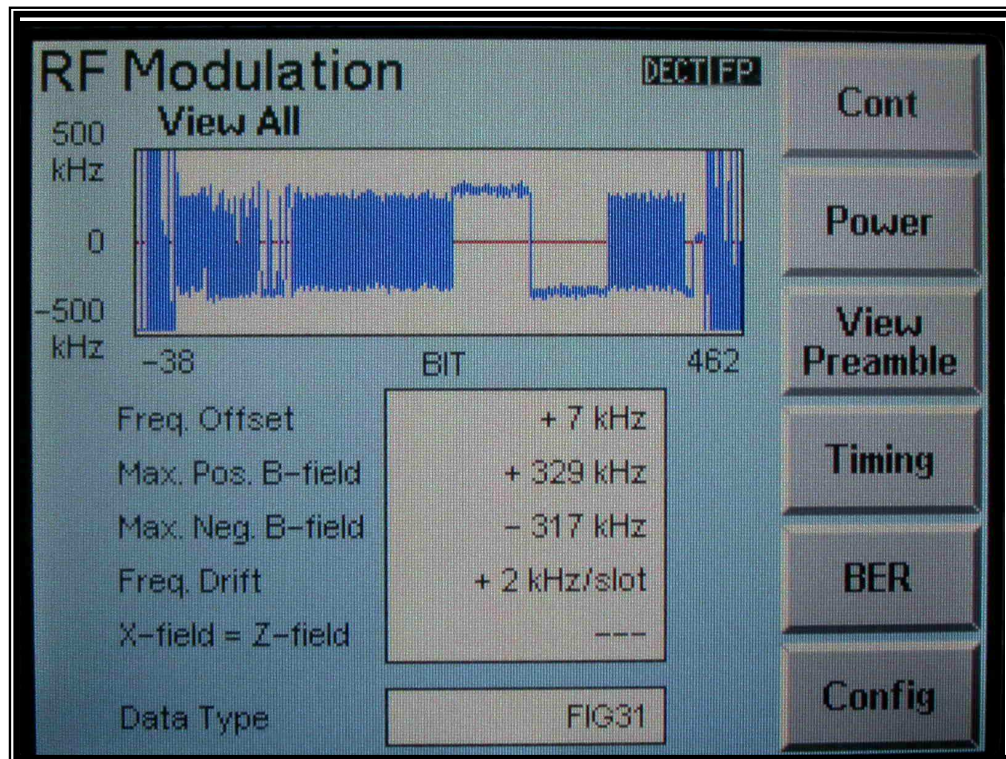 RF Modulation
DECT FP
View All
500
kHz
0
-500
kHz
-38
BIT
462
Freq. Offset
+ 7 kHz
Max. Pos. B-field
+ 329 kHz
Max. Neg. B-field
- 317 kHz
Freq. Drift
+ 2 kHz/slot
X-field = Z-field
---
Data Type
FIG31
Cont
Power
View
Preamble
Timing
BER
Config